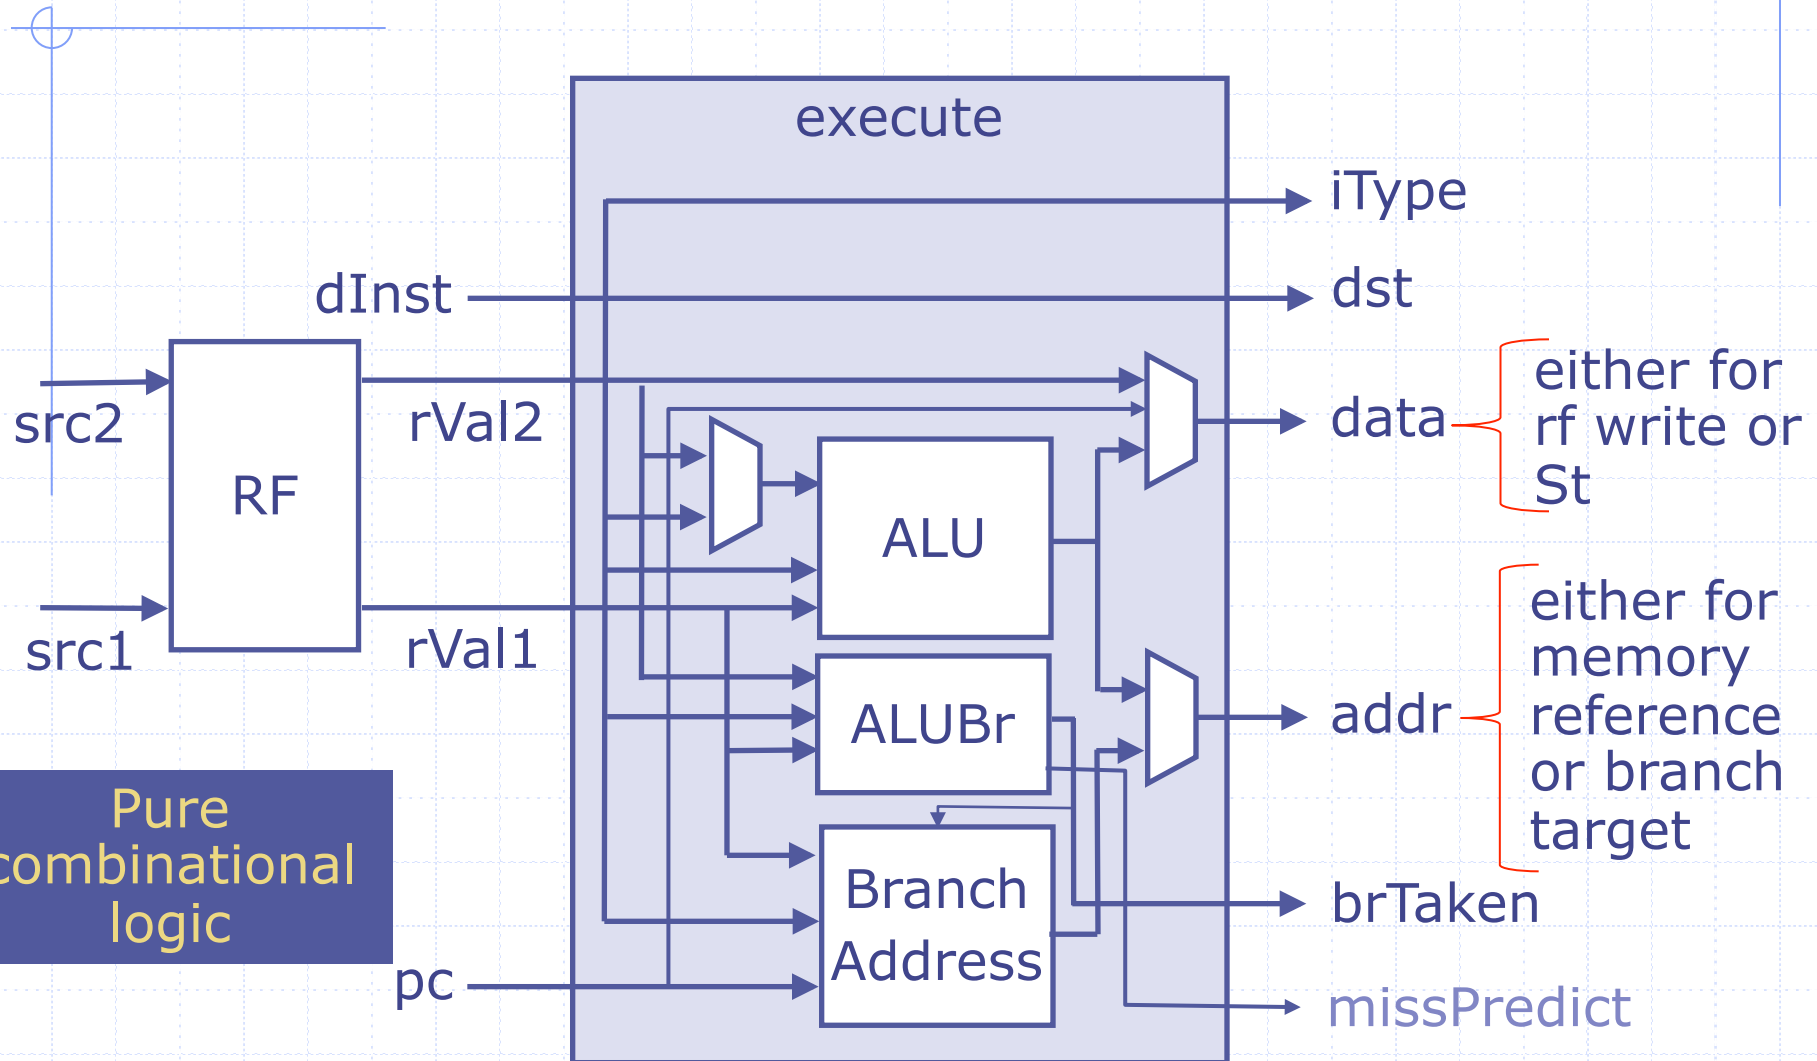 execute
iType
dInst
dst
src2
rVal2
RF
data
either for
rf write or
St
ALU
src1
rVal1
ALUBr
addr
either for
memory
reference
or branch
target
Pure
combinational
logic
Branch
Address
brTaken
pc
missPredict